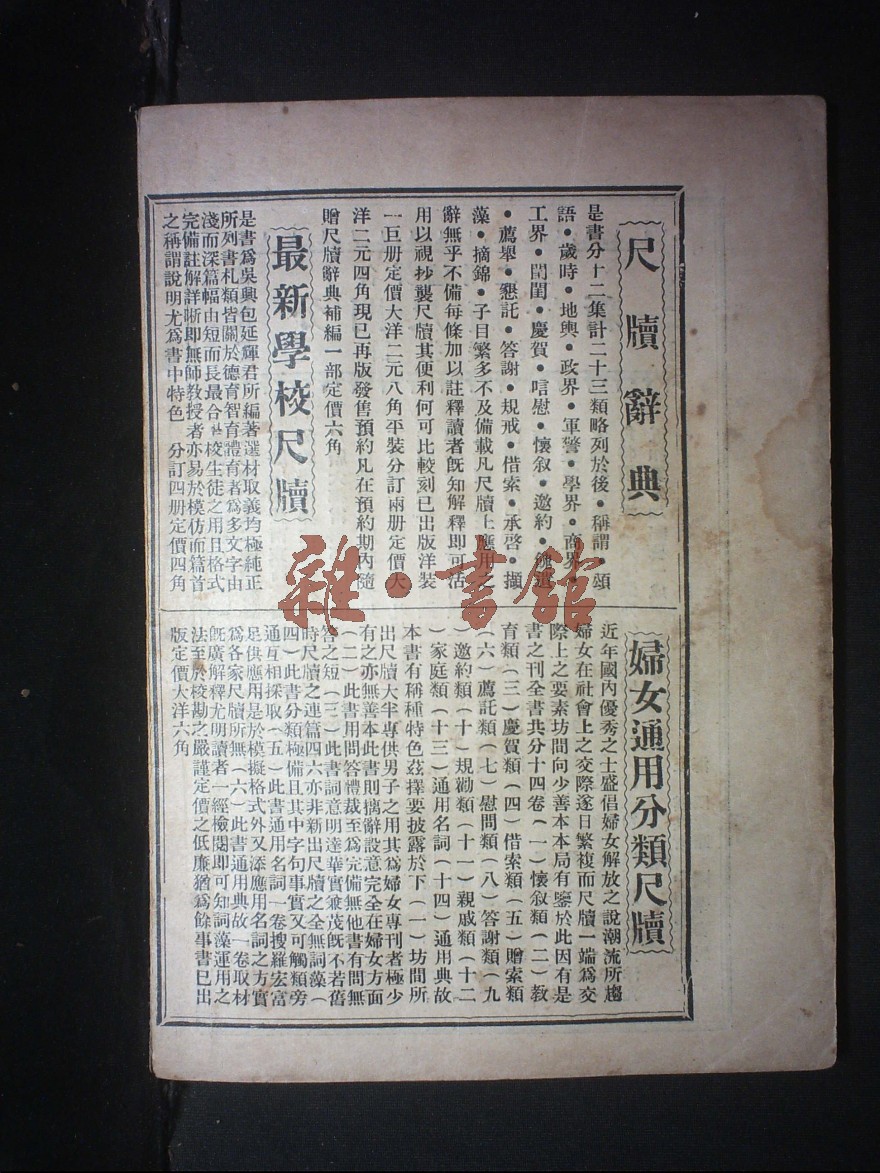 尺牘辭典
是書分十二集計二十三類略列於後●稱謂●頌
語●歲時●地輿●政界●軍警●學界●商界●
工界●閨閫●慶賀●唁慰●懷叙●邀約●餽遺
●薦舉●懇託●答謝●規戒●借索●承啓●擷
藻●摘錦●子目繁多不及備載凡尺牘上應用之
辭無乎不備每條加以註釋讀者旣知解釋即可活
用以視抄襲尺牘其便利何可比較刻已出版洋裝
一巨册定價大洋二元八角平裝分訂兩册定價大
洋二元四角現已再版發售預約凡在預約期內隨
贈尺牘辭典補編一部定價六角
最新學校尺牘
是書爲吳興包延輝君所編著選材取義均極純正
所列書札類皆關於德育智育體育者爲多文字由
淺而深篇幅由短而長最合 校生徒之用且格式
完備註解詳晰即無師教授者亦易於模仿而篇首
之稱謂說明尤爲書中特色 分訂四册定價四角
婦女通用分類尺牘
近年國內優秀之士盛倡婦女解放之說潮流所趨
婦女在社會上之交際遂日繁複而尺牘一端爲交
際上之要素坊間向少善本本局有鑒於此因有是
書之刊全書共分十四卷(一)懷叙類(二)教
育類(三)慶賀類(四)借索類(五)贈索類
(六)薦託類(七)慰問類(八)答謝類(九
)邀約類(十)規勸類(十一)親戚類(十二
)家庭類(十三)通用名詞(十四)通用典故
本書有稱種特色茲擇要披露於下(一)坊間所
出尺牘大半專供男子之用其爲婦女專刊者極少
有之亦無善本此書則摛辭設意完全在婦女方面
(二)此書用問答體裁至爲完備無他書有問無
答之短(三)此書詞意明達華實兼茂旣不若舊
時尺牘之連篇四六亦非新出尺牘之全無詞藻(
四)此書分類極備且其中字句事實又可觸類旁
通互相採取(五)此書通用名詞一卷搜羅宏富
足供應用是於模擬格式外又添應用名詞之方實
爲各家尺牘所無(六)此書通用典故一卷取材
旣廣解釋尤明讀者一經檢閱即可知詞藻運用之
法至於校勘之嚴謹定價之低廉猶爲餘事書已出
版定價大洋六角
雜·書館